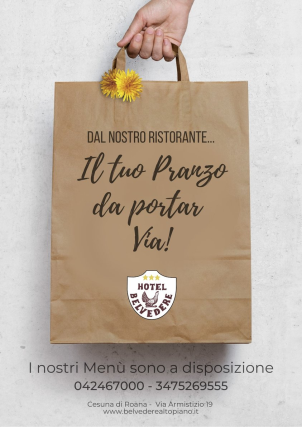 DAL NOSTRO RISTORANTE...
Il tuo Pranzo
da portar
Via!
HOTEL
BELVEDERE
I nostri Menù sono a disposizione
042467000 - 3475269555
Cesuna di Roana - Via Armistizio 19
www.belvederealtopiano.it